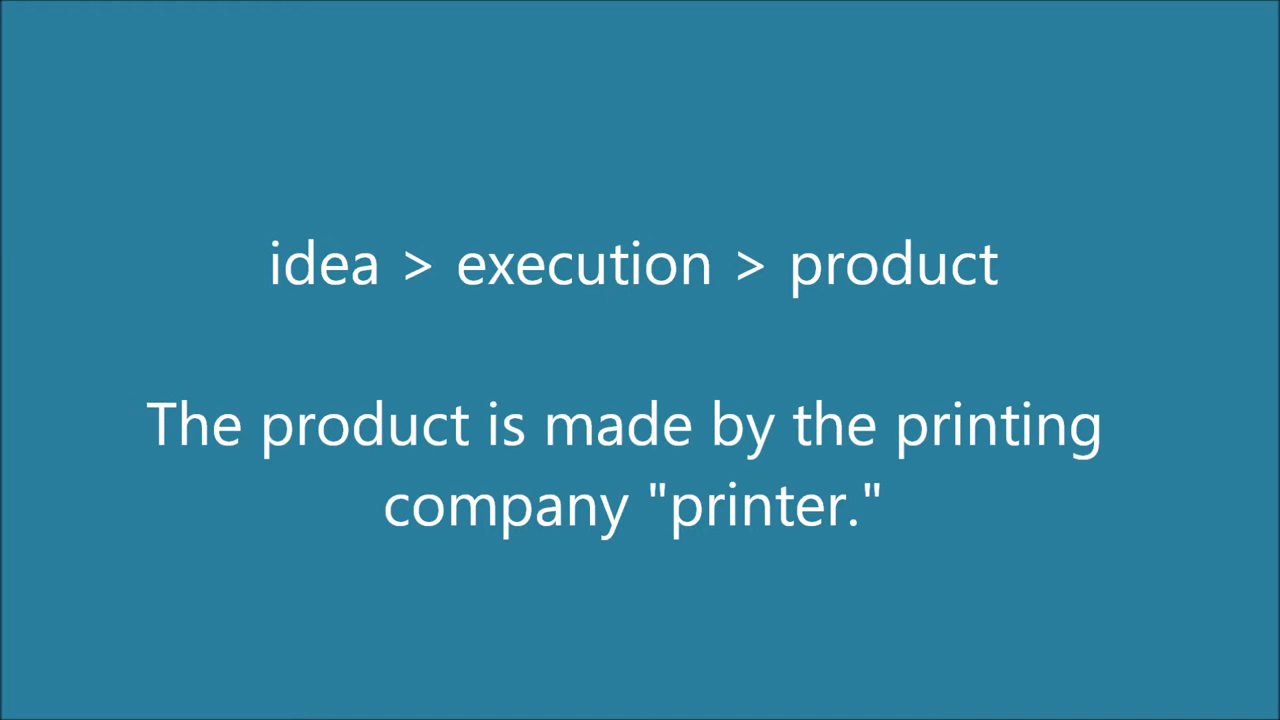 idea > execution > product
The product is made by the printing
company "printer."